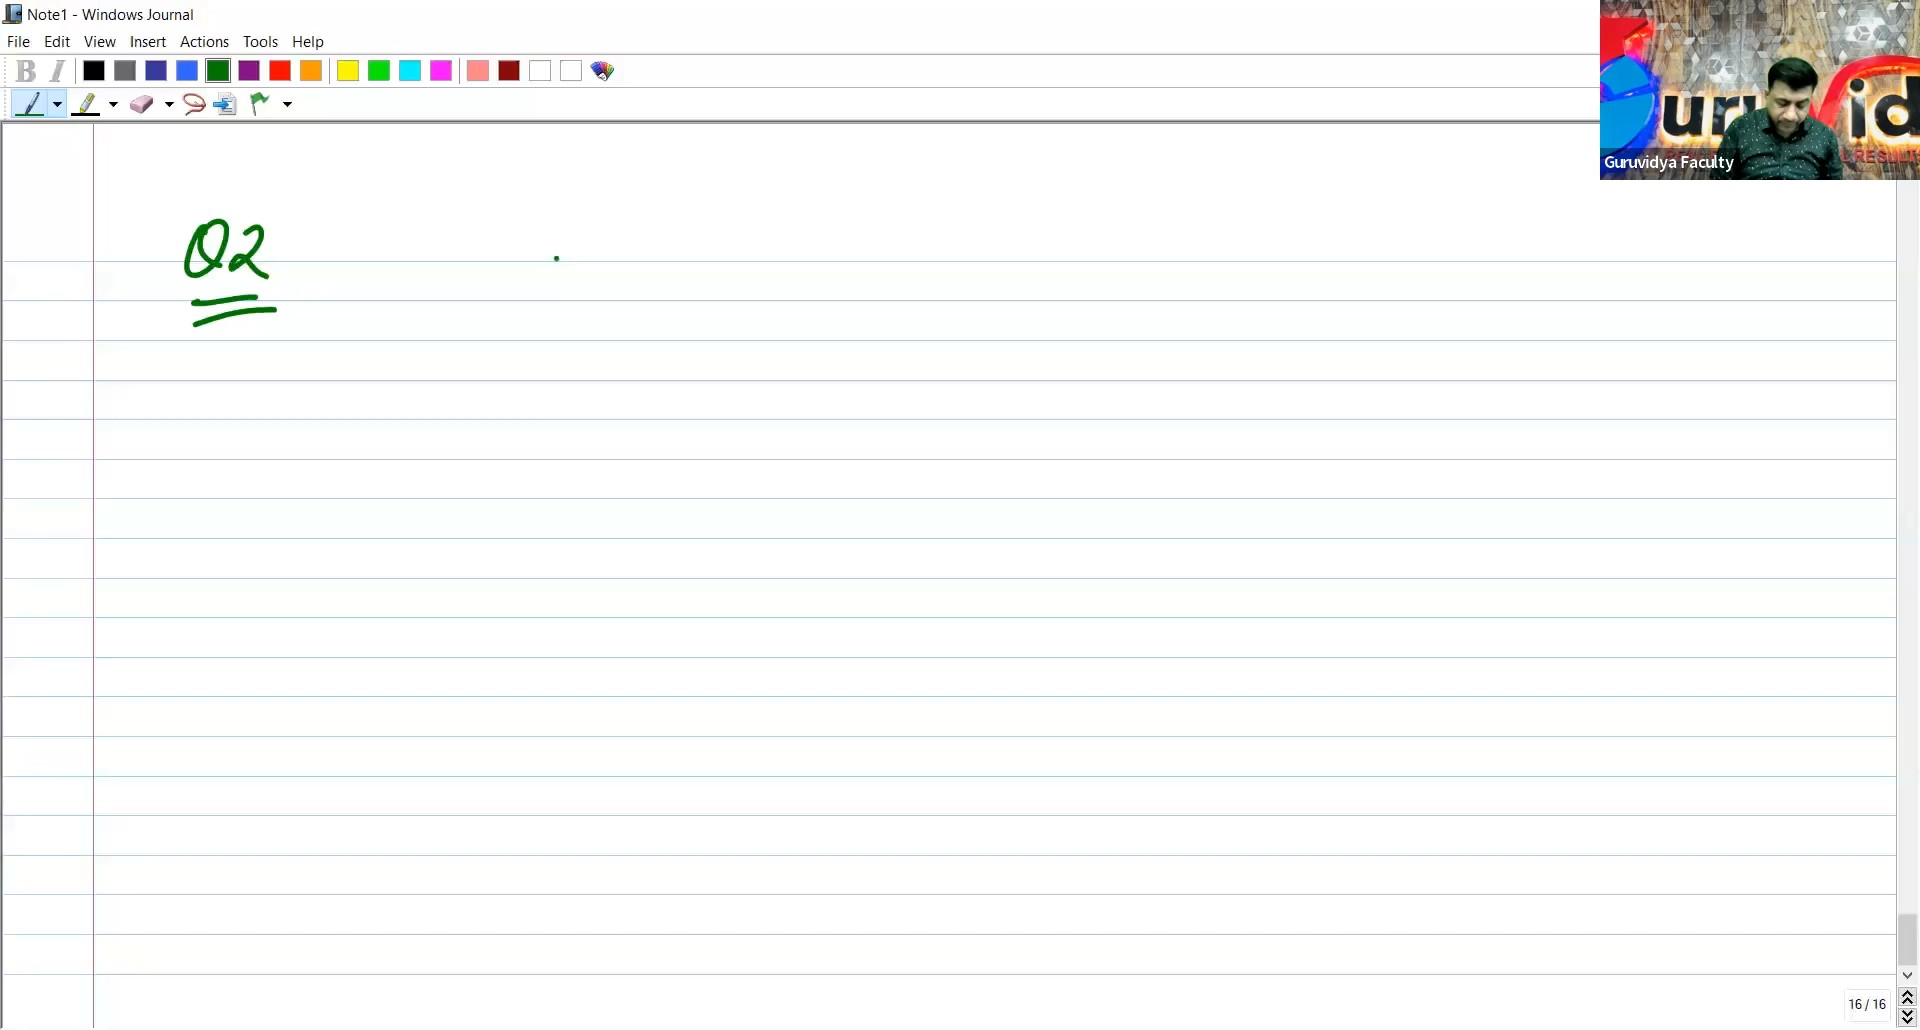 Note1 - Windows Journal
File Edit View Insert Actions Tools Help
B I
Q2
Guruvidya Faculty
16 / 16